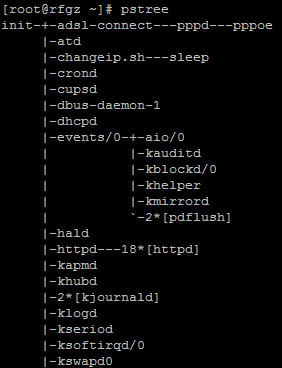 [root@rfgz ~]# pstree
init-+-adsl-connect---pppd---pppoe
     |-atd
     |-changeip.sh---sleep
     |-crond
     |-cupsd
     |-dbus-daemon-1
     |-dhcpd
     |-events/0-+-aio/0
     |          |-kauditd
     |          |-kblockd/0
     |          |-khelper
     |          |-kmirrord
     |          `-2*[pdflush]
     |-hald
     |-httpd---18*[httpd]
     |-kapmd
     |-khubd
     |-2*[kjournald]
     |-klogd
     |-kseriod
     |-ksoftirqd/0
     |-kswapd0